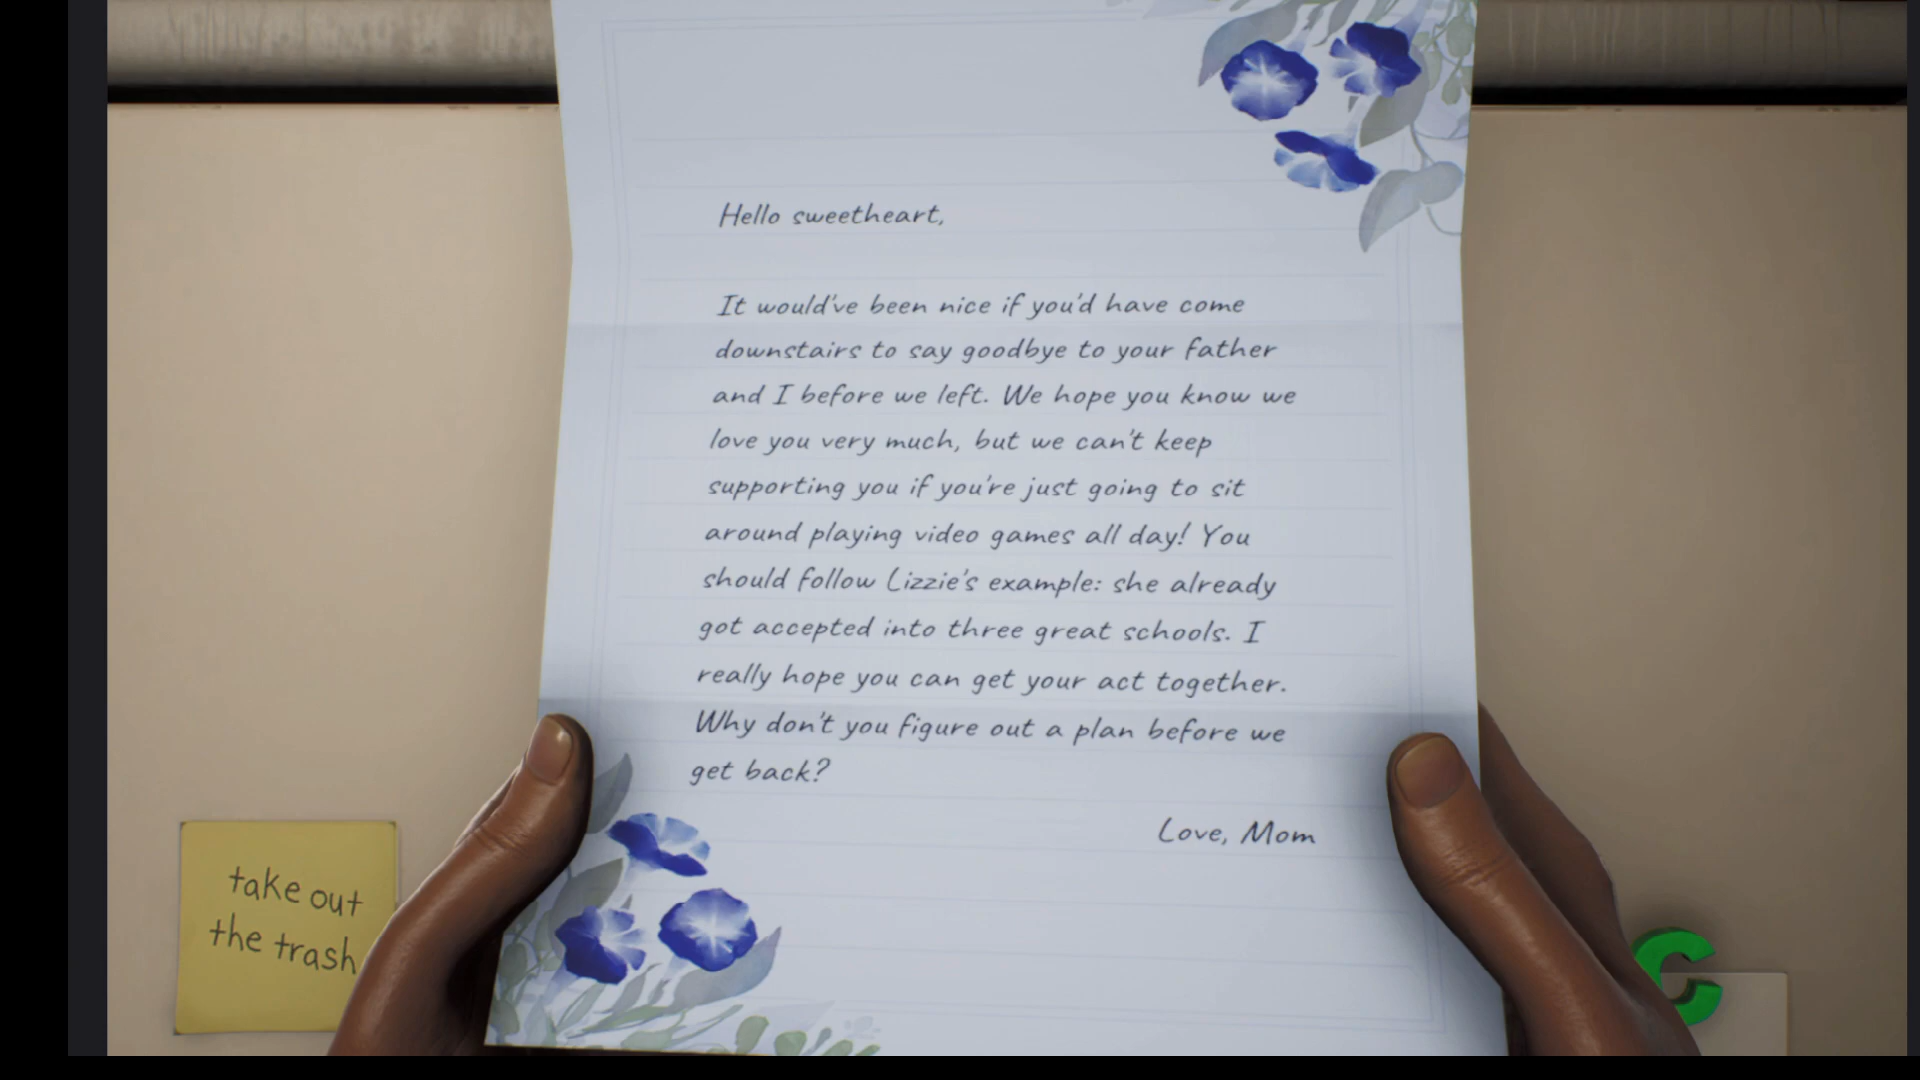 Hello sweetheart,
It would've been nice if you'd have come
downstairs to say goodbye to your father
and I before we left. We hope you know we
love you very much, but we can't keep
supporting you if you're just going to sit
around playing video games all day! You
should follow Lizzie's example: she already
got accepted into three great schools. I
really hope you can get your act together.
Why don't you figure out a plan before we
get back?
Love, Mom
take out
the trash
C